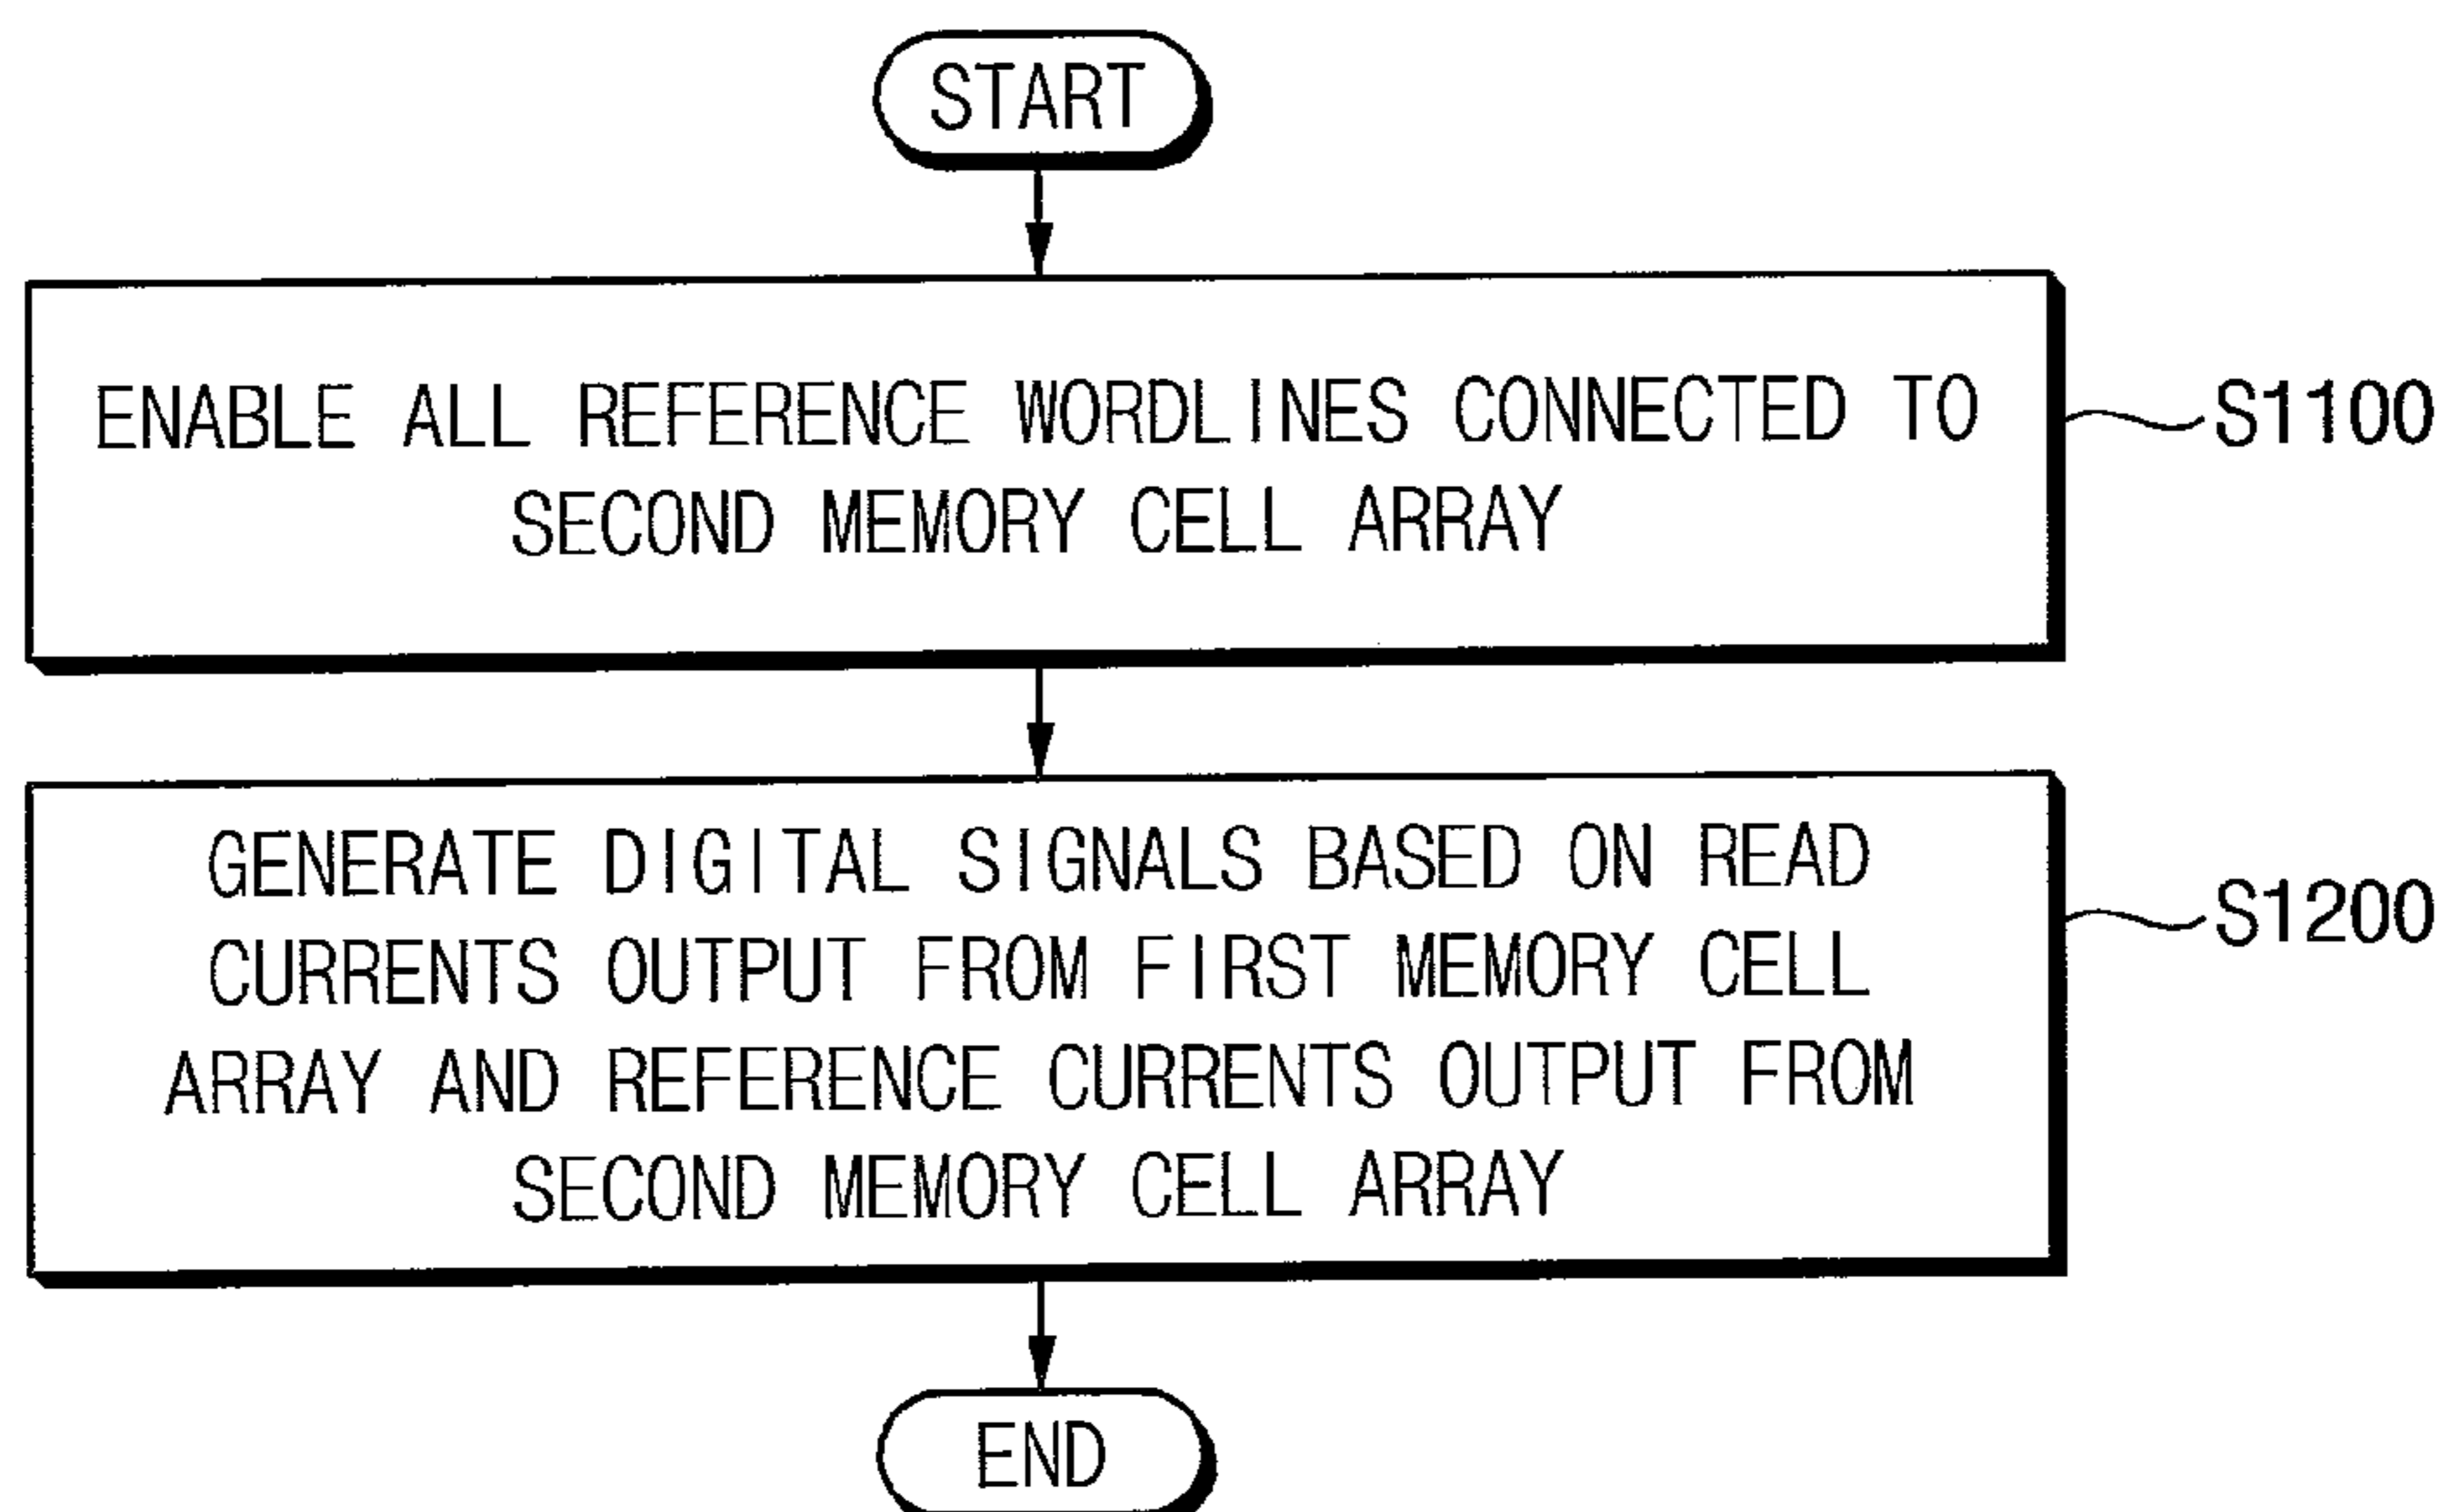 START
ENABLE ALL REFERENCE WORDLINES CONNECTED TO
SECOND MEMORY CELL ARRAY
S1100
GENERATE DIGITAL SIGNALS BASED ON READ
CURRENTS OUTPUT FROM FIRST MEMORY CELL
ARRAY AND REFERENCE CURRENTS OUTPUT FROM
SECOND MEMORY CELL ARRAY
S1200
END